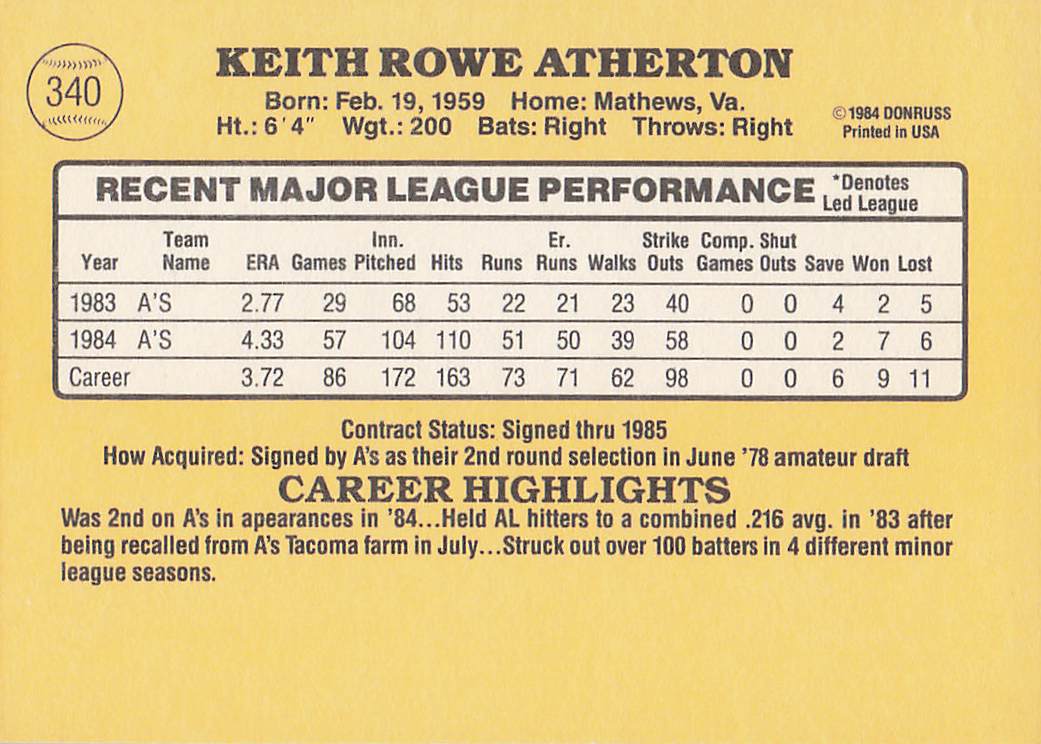 340
KEITH ROWE ATHERTON
Born: Feb. 19, 1959 Home: Mathews, Va.
Ht.: 6'4" Wgt.: 200 Bats: Right Throws: Right
©1984 DONRUSS
Printed in USA
RECENT MAJOR LEAGUE PERFORMANCE *Denotes
Led League
Team Inn. Er. Strike Comp. Shut
Year Name ERA Games Pitched Hits Runs Runs Walks Outs Games Outs Save Won Lost
1983 A'S 2.77 29 68 53 22 21 23 40 0 0 4 2 5
1984 A'S 4.33 57 104 110 51 50 39 58 0 0 2 7 6
Career 3.72 86 172 163 73 71 62 98 0 0 6 9 11
Contract Status: Signed thru 1985
How Acquired: Signed by A's as their 2nd round selection in June '78 amateur draft
CAREER HIGHLIGHTS
Was 2nd on A's in apearances in '84...Held AL hitters to a combined .216 avg. in '83 after
being recalled from A's Tacoma farm in July...Struck out over 100 batters in 4 different minor
league seasons.